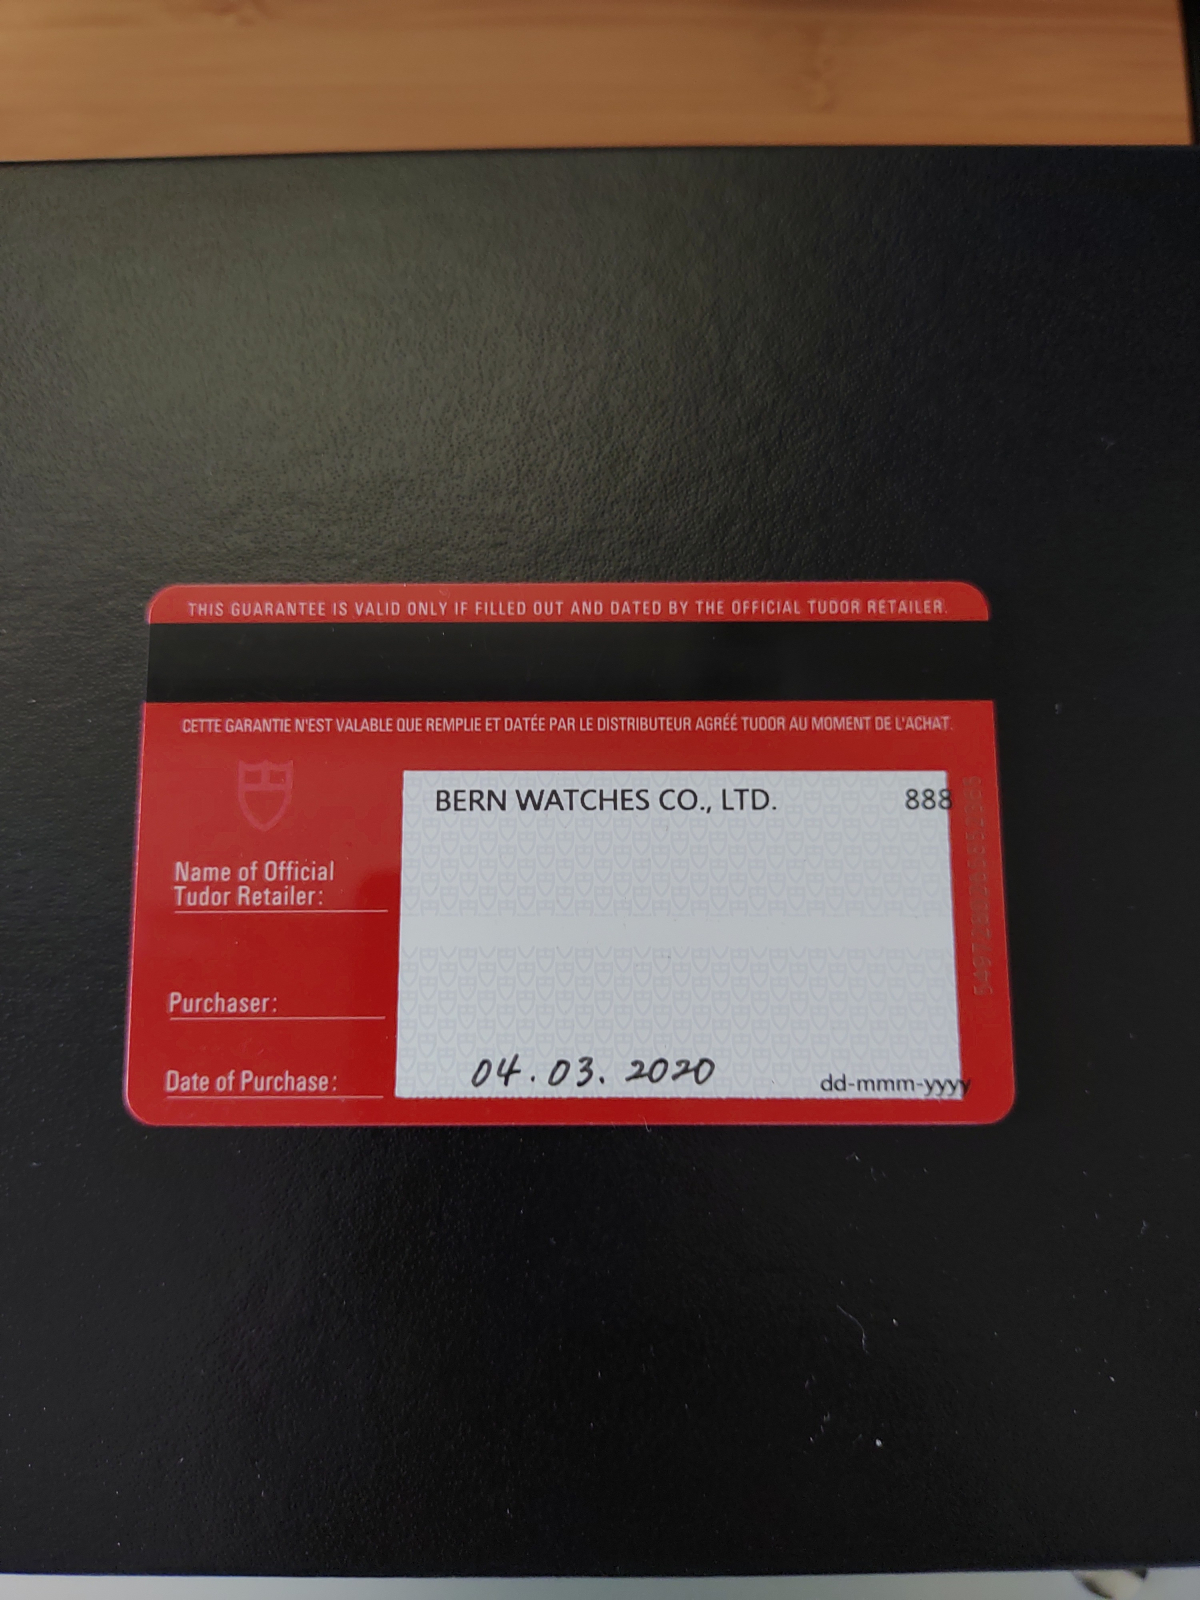 THIS GUARANTEE IS VALID ONLY IF FILLED OUT AND DATED BY THE OFFICIAL TUDOR RETAILER.
CETTE GARANTIE N'EST VALABLE QUE REMPLIE ET DATÉE PAR LE DISTRIBUTEUR AGRÉÉ TUDOR AU MOMENT DE L'ACHAT.
BERN WATCHES CO., LTD. 888
Name of Official
Tudor Retailer:
Purchaser:
Date of Purchase: 04.03.2020 dd-mmm-yyyy